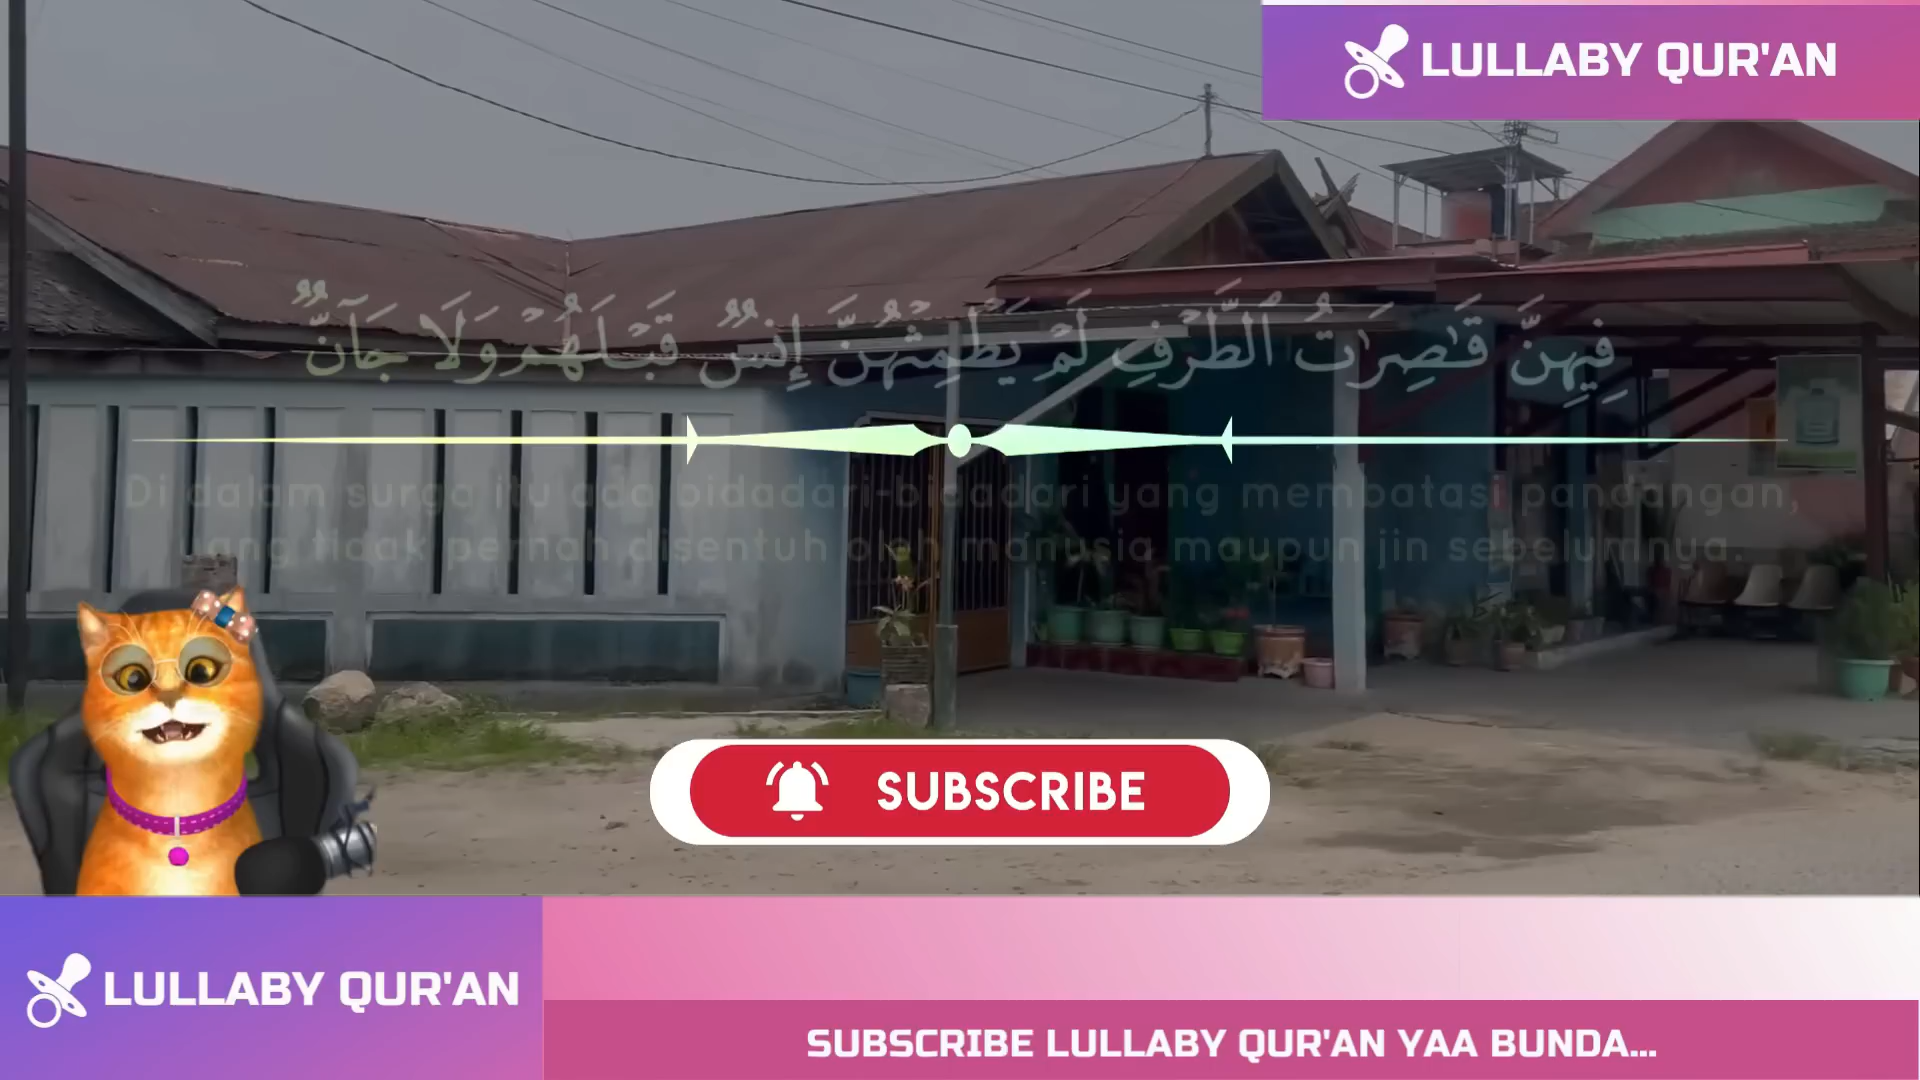 LULLABY QUR'AN
فِيهِنَّ قَٰصِرَٰتُ ٱلطَّرْفِ لَمْ يَطْمِثْهُنَّ إِنسٌ قَبْلَهُمْ وَلَا جَآنٌّ
Di dalam surga itu ada bidadari-bidadari yang membatasi pandangan,
yang tidak pernah disentuh oleh manusia maupun jin sebelumnya.
SUBSCRIBE
LULLABY QUR'AN
SUBSCRIBE LULLABY QUR'AN YAA BUNDA...